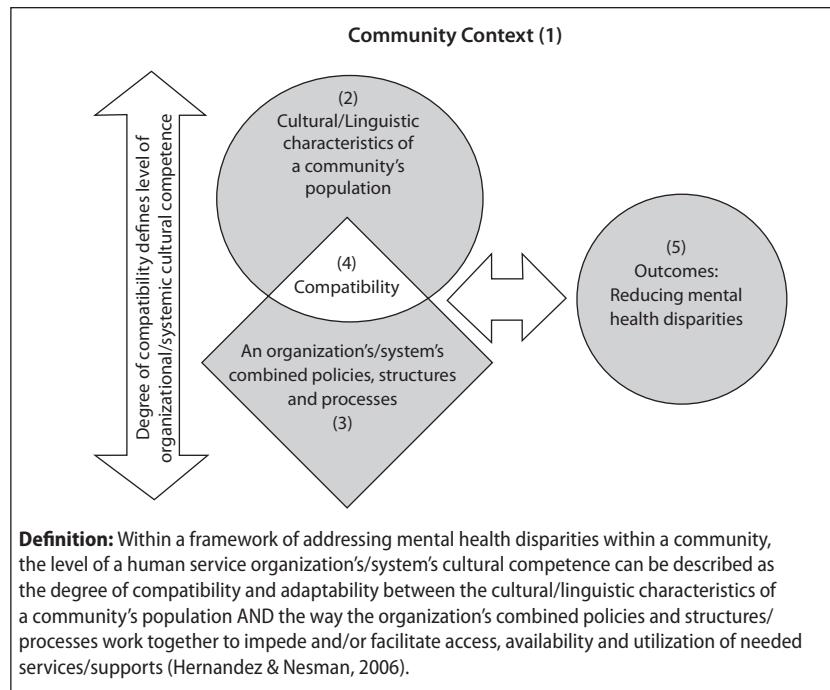 Community Context (1)
Degree of compatibility defines level of
organizational/systemic cultural competence
(2)
Cultural/Linguistic
characteristics of
a community's
population
(4)
Compatibility
An organization's/system's
combined policies, structures
and processes
(3)
(5)
Outcomes:
Reducing mental
health disparities
Definition: Within a framework of addressing mental health disparities within a community,
the level of a human service organization's/system's cultural competence can be described as
the degree of compatibility and adaptability between the cultural/linguistic characteristics of
a community's population AND the way the organization's combined policies and structures/
processes work together to impede and/or facilitate access, availability and utilization of needed
services/supports (Hernandez & Nesman, 2006).